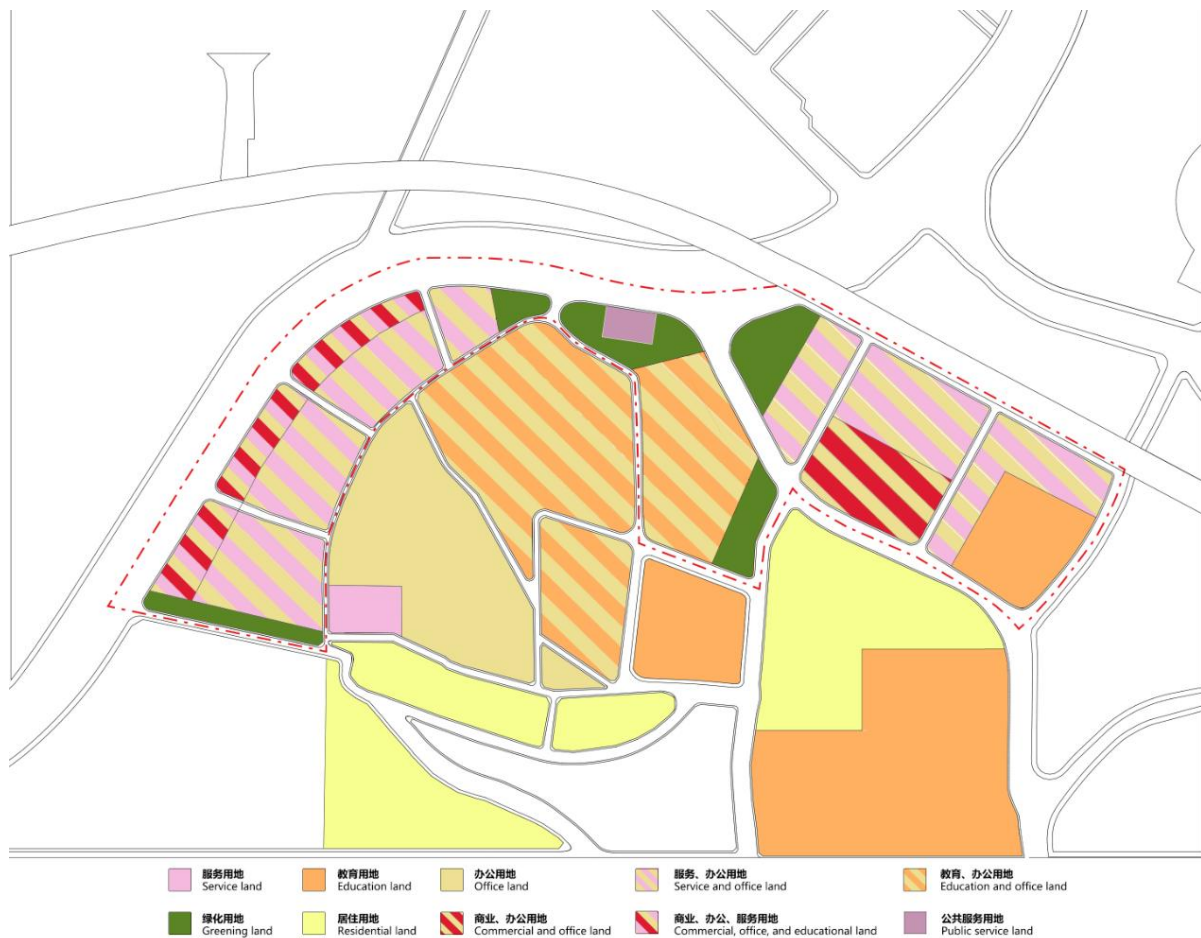 服务用地
Service land
教育用地
Education land
办公用地
Office land
服务、办公用地
Service and office land
教育、办公用地
Education and office land
绿化用地
Greening land
居住用地
Residential land
商业、办公用地
Commercial and office land
商业、办公、服务用地
Commercial, office, and educational land
公共服务用地
Public service land